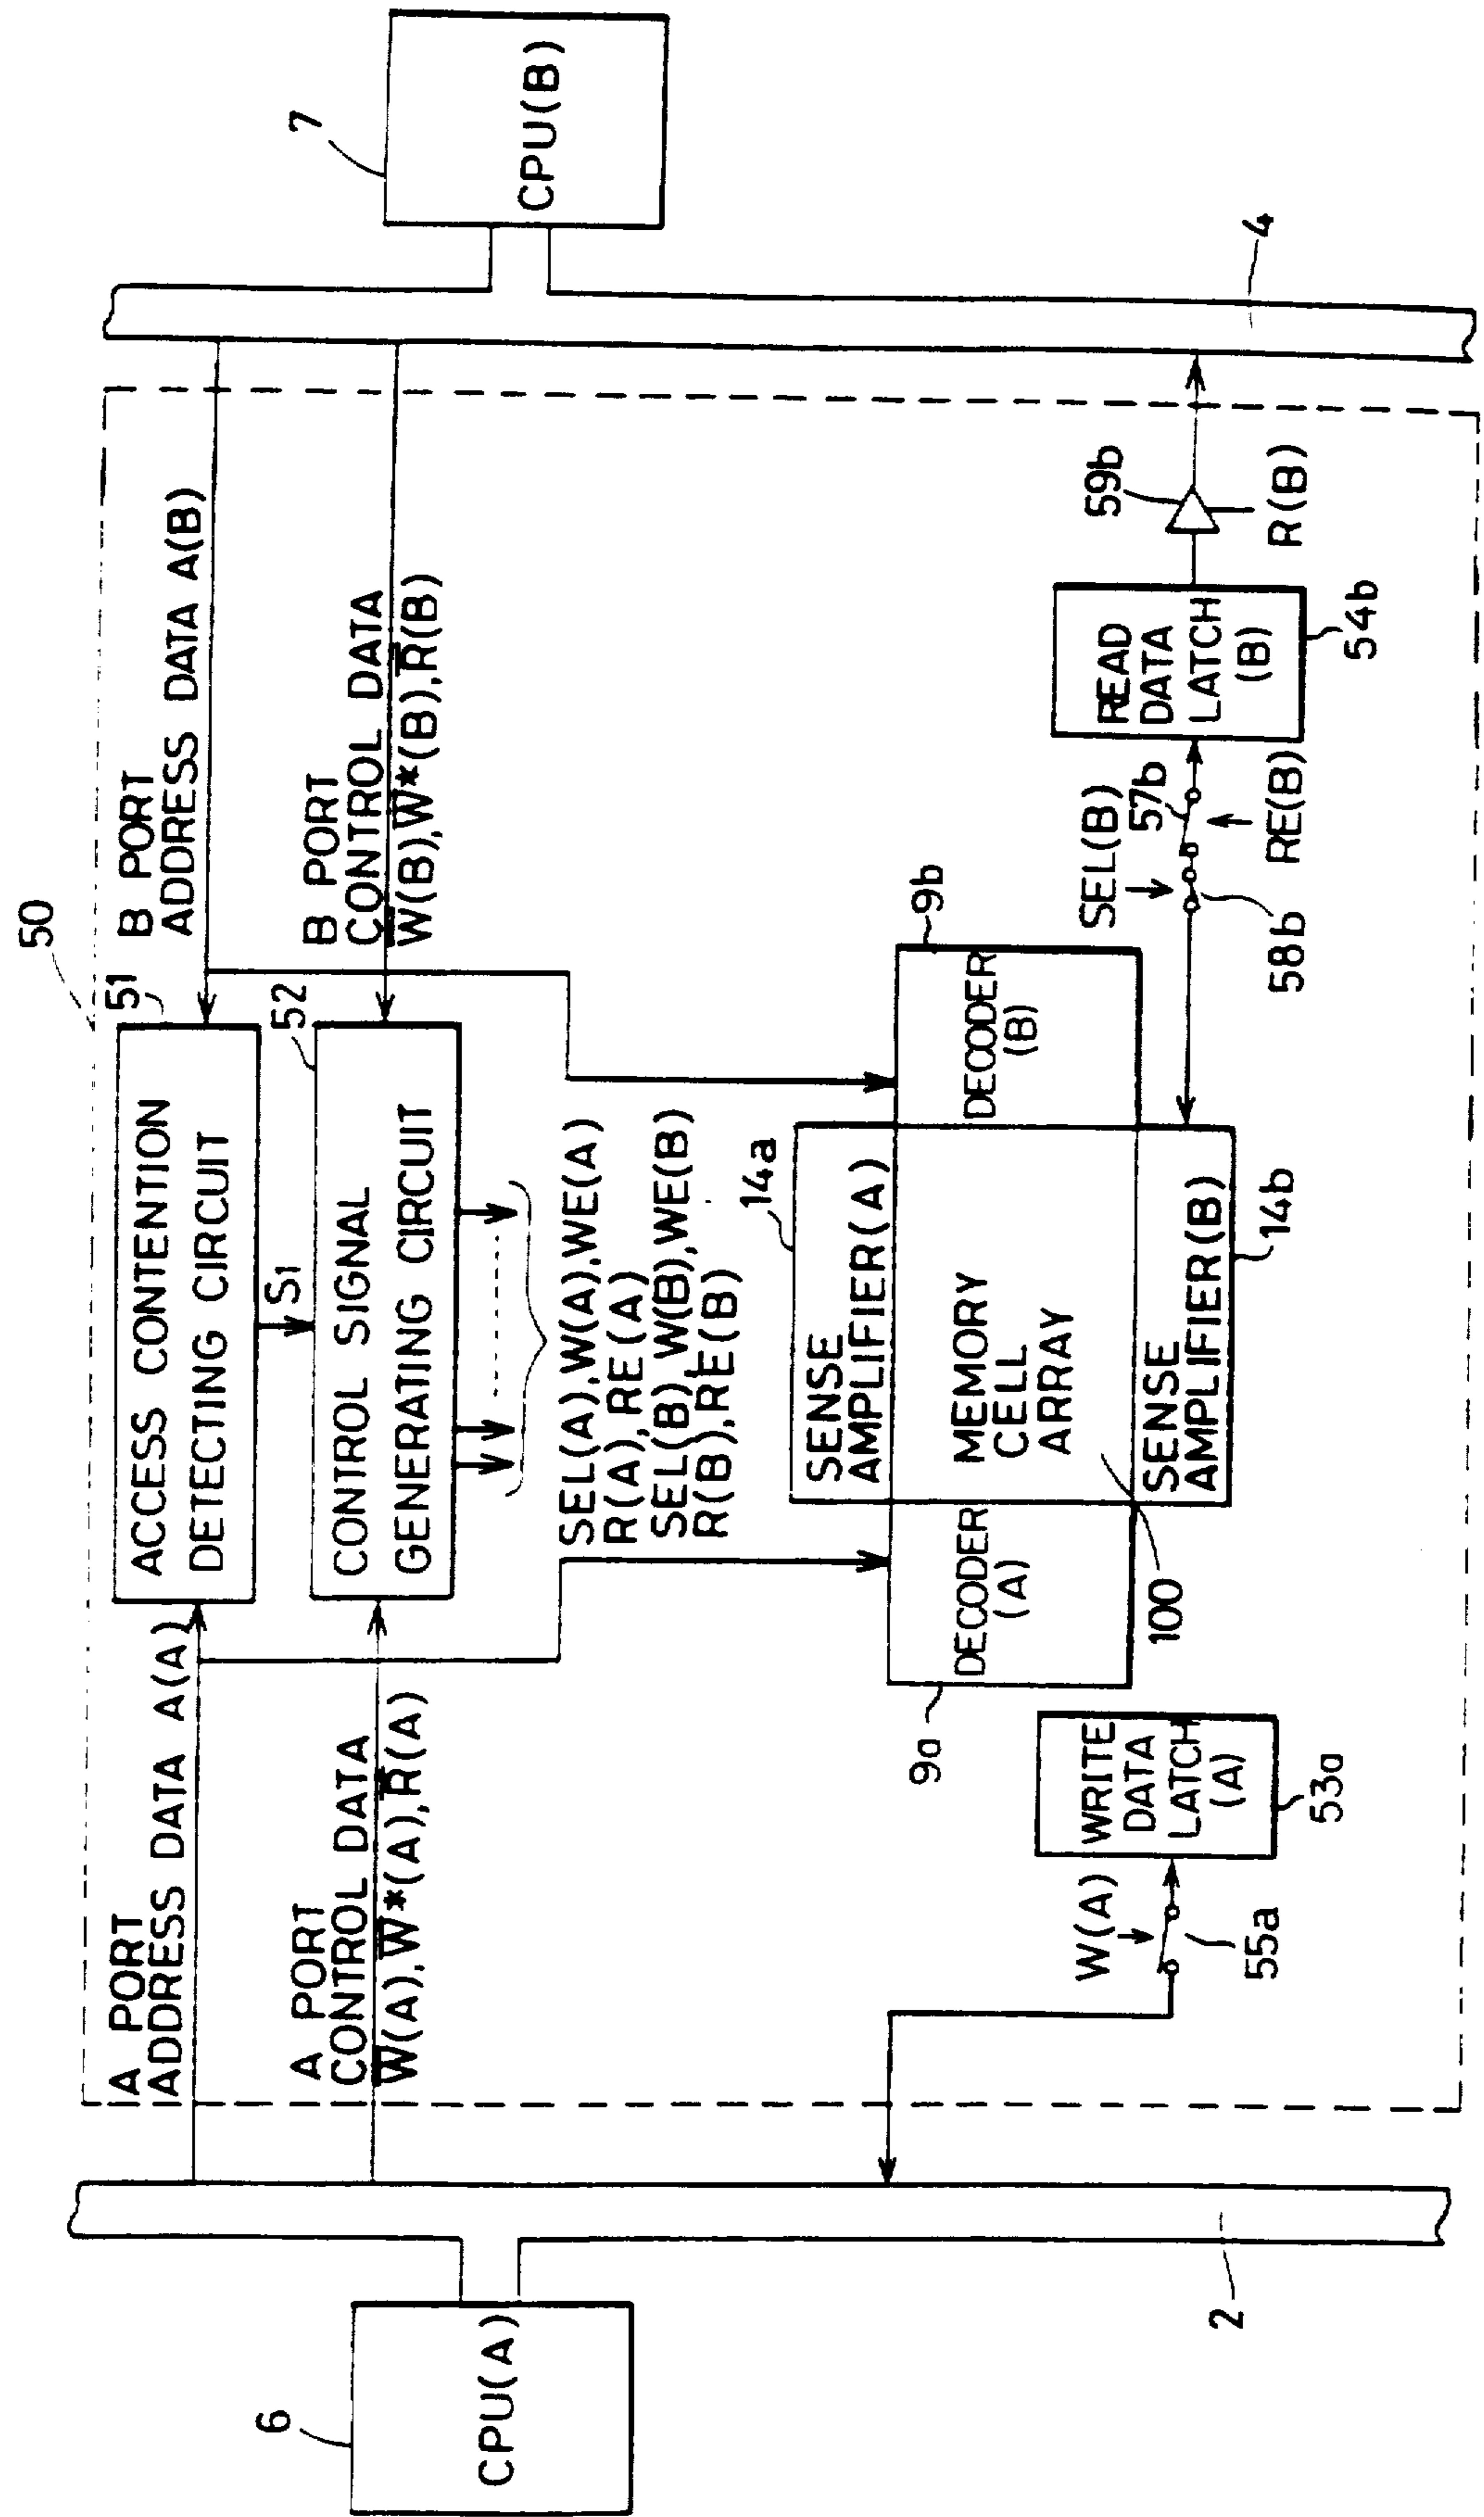 50
A PORT
ADDRESS DATA A(A)
ACCESS CONTENTION
DETECTING CIRCUIT
51
B PORT
ADDRESS DATA A(B)
S1
A PORT
CONTROL DATA
W̅(A),W̅*(A),R̅(A)
CONTROL SIGNAL
GENERATING CIRCUIT
52
B PORT
CONTROL DATA
W̅(B),W̅*(B),R̅(B)
6
CPU(A)
7
CPU(B)
SEL(A),W(A),WE(A)
R(A),RE(A)
SEL(B),W(B),WE(B)
R(B),RE(B)
14a
SENSE
AMPLIFIER(A)
9a
DECODER
(A)
MEMORY
CELL
ARRAY
DECODER
(B)
9b
100
SENSE
AMPLIFIER(B)
14b
W(A)
55a
WRITE
DATA
LATCH
(A)
53a
SEL(B)
57b
58b
RE(B)
READ
DATA
LATCH
(B)
54b
59b
R(B)
2
4